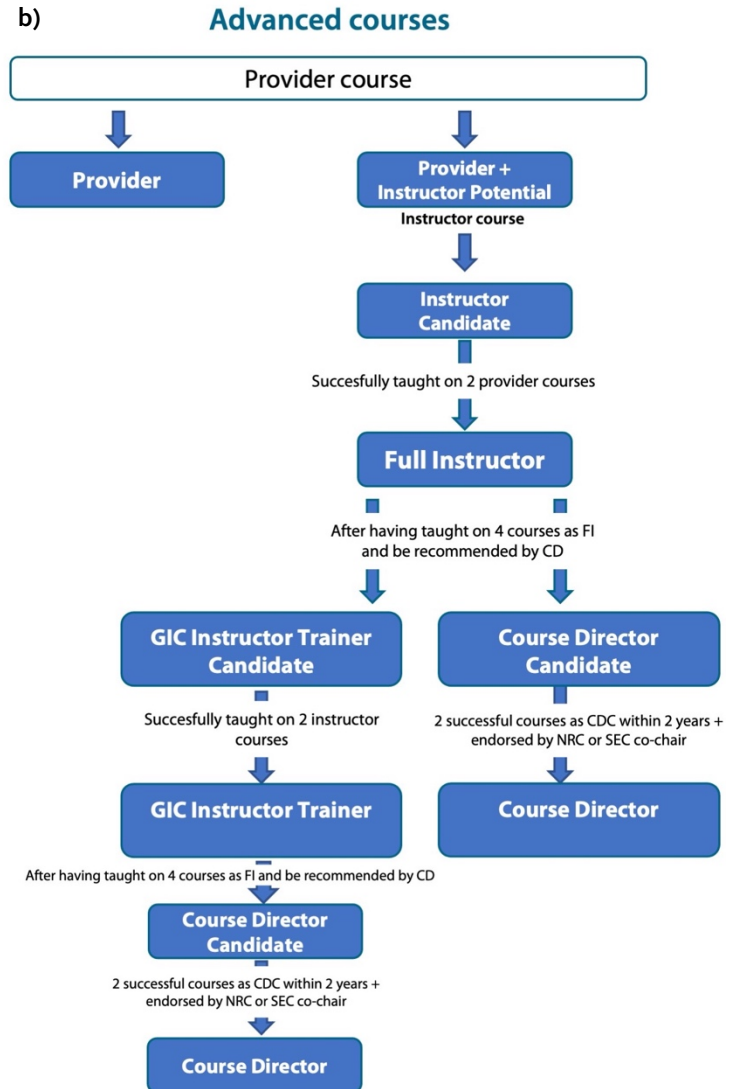 b)
Advanced courses
Provider course
Provider
Provider +
Instructor Potential
Instructor course
Instructor
Candidate
Succesfully taught on 2 provider courses
Full Instructor
After having taught on 4 courses as FI
and be recommended by CD
GIC Instructor Trainer
Candidate
Course Director
Candidate
Succesfully taught on 2 instructor
courses
2 successful courses as CDC within 2 years +
endorsed by NRC or SEC co-chair
GIC Instructor Trainer
Course Director
After having taught on 4 courses as FI and be recommended by CD
Course Director
Candidate
2 successful courses as CDC within 2 years +
endorsed by NRC or SEC co-chair
Course Director